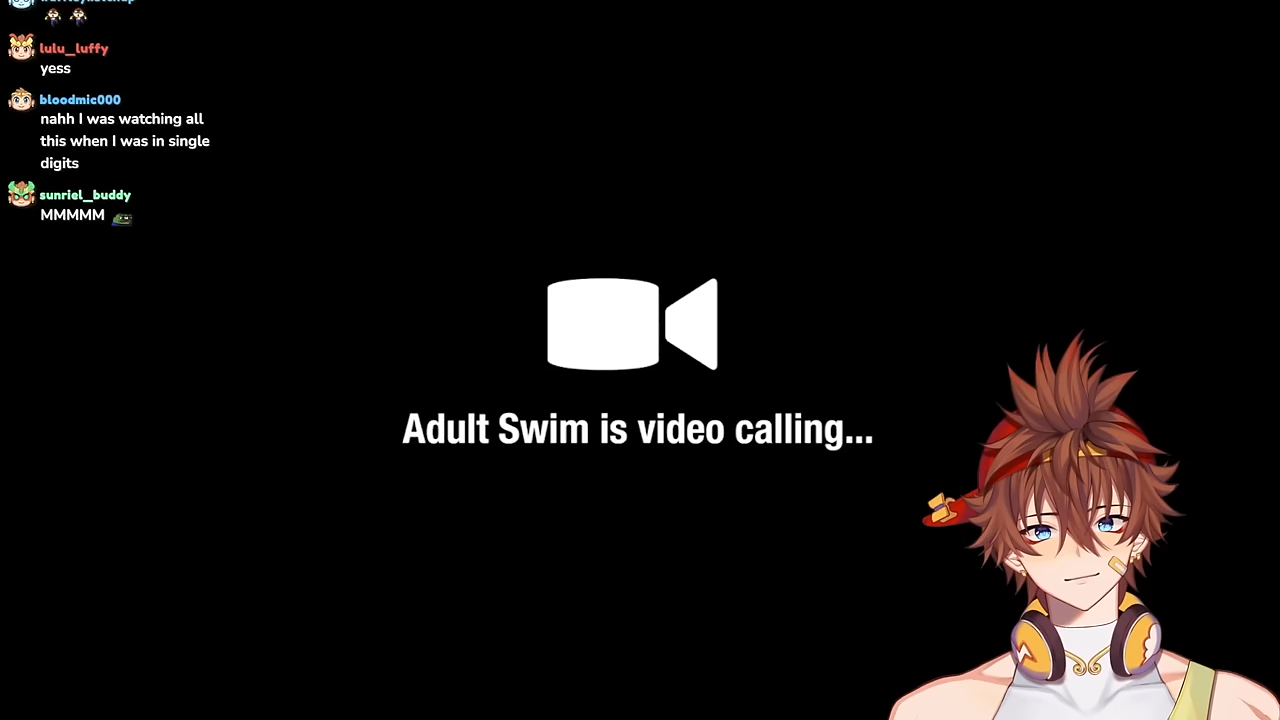 lulu_luffy
yess
bloodmic000
nahh I was watching all
this when I was in single
digits
sunriel_buddy
MMMMM
Adult Swim is video calling...